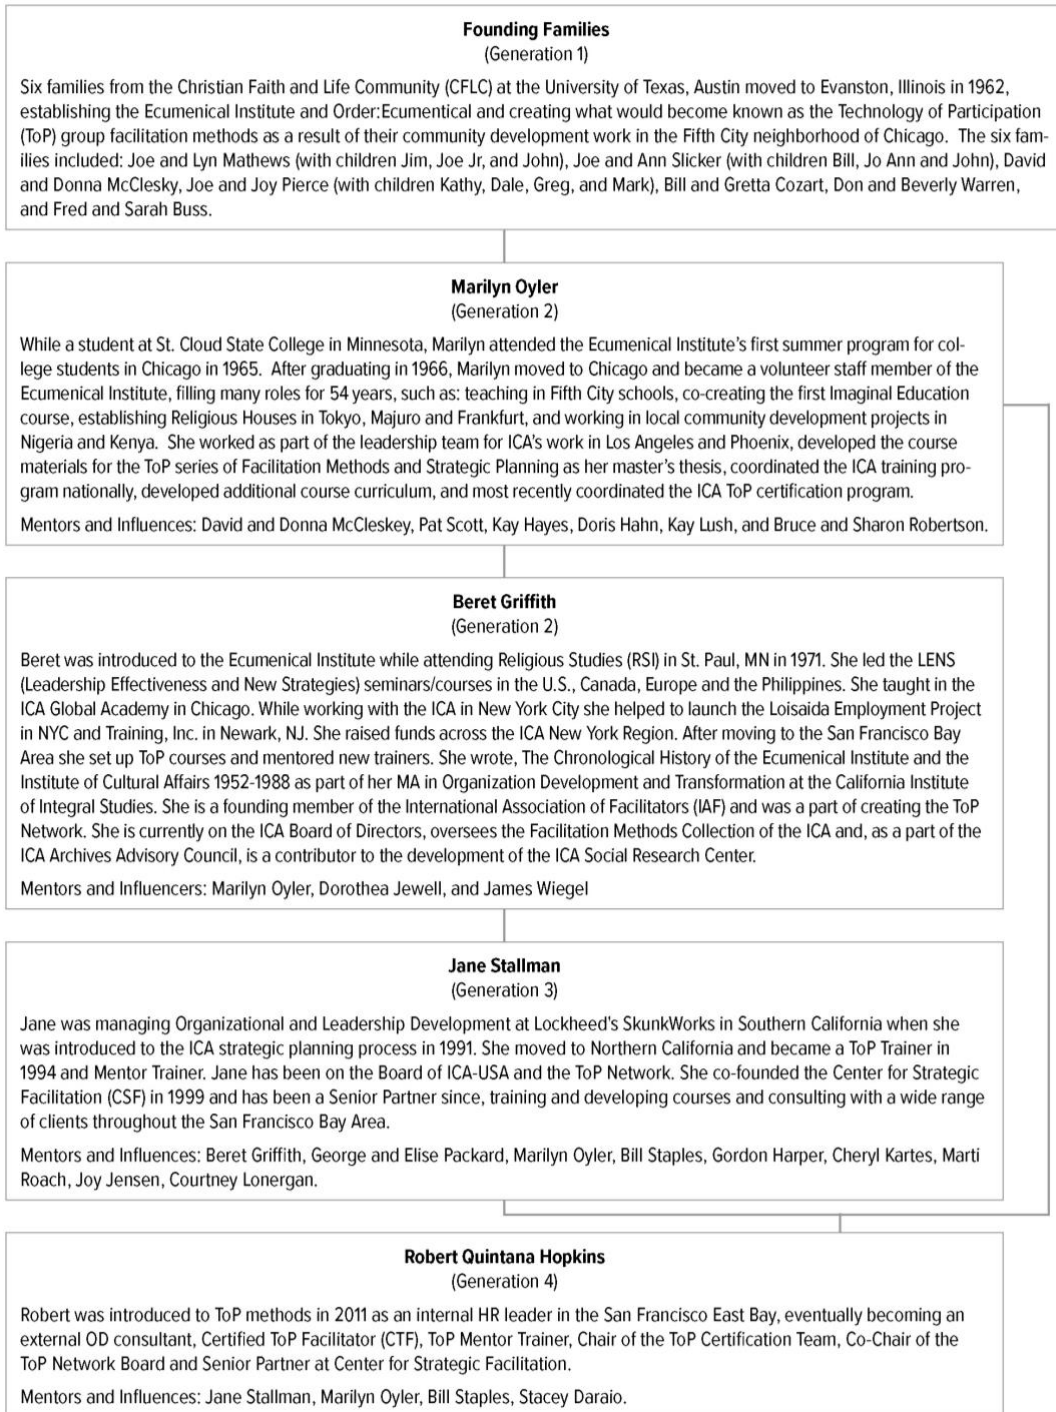 Founding Families
(Generation 1)
Six families from the Christian Faith and Life Community (CFLC) at the University of Texas, Austin moved to Evanston, Illinois in 1962,
establishing the Ecumenical Institute and Order:Ecumentical and creating what would become known as the Technology of Participation
(ToP) group facilitation methods as a result of their community development work in the Fifth City neighborhood of Chicago.  The six fam-
ilies included: Joe and Lyn Mathews (with children Jim, Joe Jr, and John), Joe and Ann Slicker (with children Bill, Jo Ann and John), David
and Donna McClesky, Joe and Joy Pierce (with children Kathy, Dale, Greg, and Mark), Bill and Gretta Cozart, Don and Beverly Warren,
and Fred and Sarah Buss.
Marilyn Oyler
(Generation 2)
While a student at St. Cloud State College in Minnesota, Marilyn attended the Ecumenical Institute's first summer program for col-
lege students in Chicago in 1965.  After graduating in 1966, Marilyn moved to Chicago and became a volunteer staff member of the
Ecumenical Institute, filling many roles for 54 years, such as: teaching in Fifth City schools, co-creating the first Imaginal Education
course, establishing Religious Houses in Tokyo, Majuro and Frankfurt, and working in local community development projects in
Nigeria and Kenya.  She worked as part of the leadership team for ICA's work in Los Angeles and Phoenix, developed the course
materials for the ToP series of Facilitation Methods and Strategic Planning as her master's thesis, coordinated the ICA training pro-
gram nationally, developed additional course curriculum, and most recently coordinated the ICA ToP certification program.
Mentors and Influences: David and Donna McCleskey, Pat Scott, Kay Hayes, Doris Hahn, Kay Lush, and Bruce and Sharon Robertson.
Beret Griffith
(Generation 2)
Beret was introduced to the Ecumenical Institute while attending Religious Studies (RSI) in St. Paul, MN in 1971. She led the LENS
(Leadership Effectiveness and New Strategies) seminars/courses in the U.S., Canada, Europe and the Philippines. She taught in the
ICA Global Academy in Chicago. While working with the ICA in New York City she helped to launch the Loisaida Employment Project
in NYC and Training, Inc. in Newark, NJ. She raised funds across the ICA New York Region. After moving to the San Francisco Bay
Area she set up ToP courses and mentored new trainers. She wrote, The Chronological History of the Ecumenical Institute and the
Institute of Cultural Affairs 1952-1988 as part of her MA in Organization Development and Transformation at the California Institute
of Integral Studies. She is a founding member of the International Association of Facilitators (IAF) and was a part of creating the ToP
Network. She is currently on the ICA Board of Directors, oversees the Facilitation Methods Collection of the ICA and, as a part of the
ICA Archives Advisory Council, is a contributor to the development of the ICA Social Research Center.
Mentors and Influencers: Marilyn Oyler, Dorothea Jewell, and James Wiegel
Jane Stallman
(Generation 3)
Jane was managing Organizational and Leadership Development at Lockheed's SkunkWorks in Southern California when she
was introduced to the ICA strategic planning process in 1991. She moved to Northern California and became a ToP Trainer in
1994 and Mentor Trainer. Jane has been on the Board of ICA-USA and the ToP Network. She co-founded the Center for Strategic
Facilitation (CSF) in 1999 and has been a Senior Partner since, training and developing courses and consulting with a wide range
of clients throughout the San Francisco Bay Area.
Mentors and Influences: Beret Griffith, George and Elise Packard, Marilyn Oyler, Bill Staples, Gordon Harper, Cheryl Kartes, Marti
Roach, Joy Jensen, Courtney Lonergan.
Robert Quintana Hopkins
(Generation 4)
Robert was introduced to ToP methods in 2011 as an internal HR leader in the San Francisco East Bay, eventually becoming an
external OD consultant, Certified ToP Facilitator (CTF), ToP Mentor Trainer, Chair of the ToP Certification Team, Co-Chair of the
ToP Network Board and Senior Partner at Center for Strategic Facilitation.
Mentors and Influences: Jane Stallman, Marilyn Oyler, Bill Staples, Stacey Daraio.